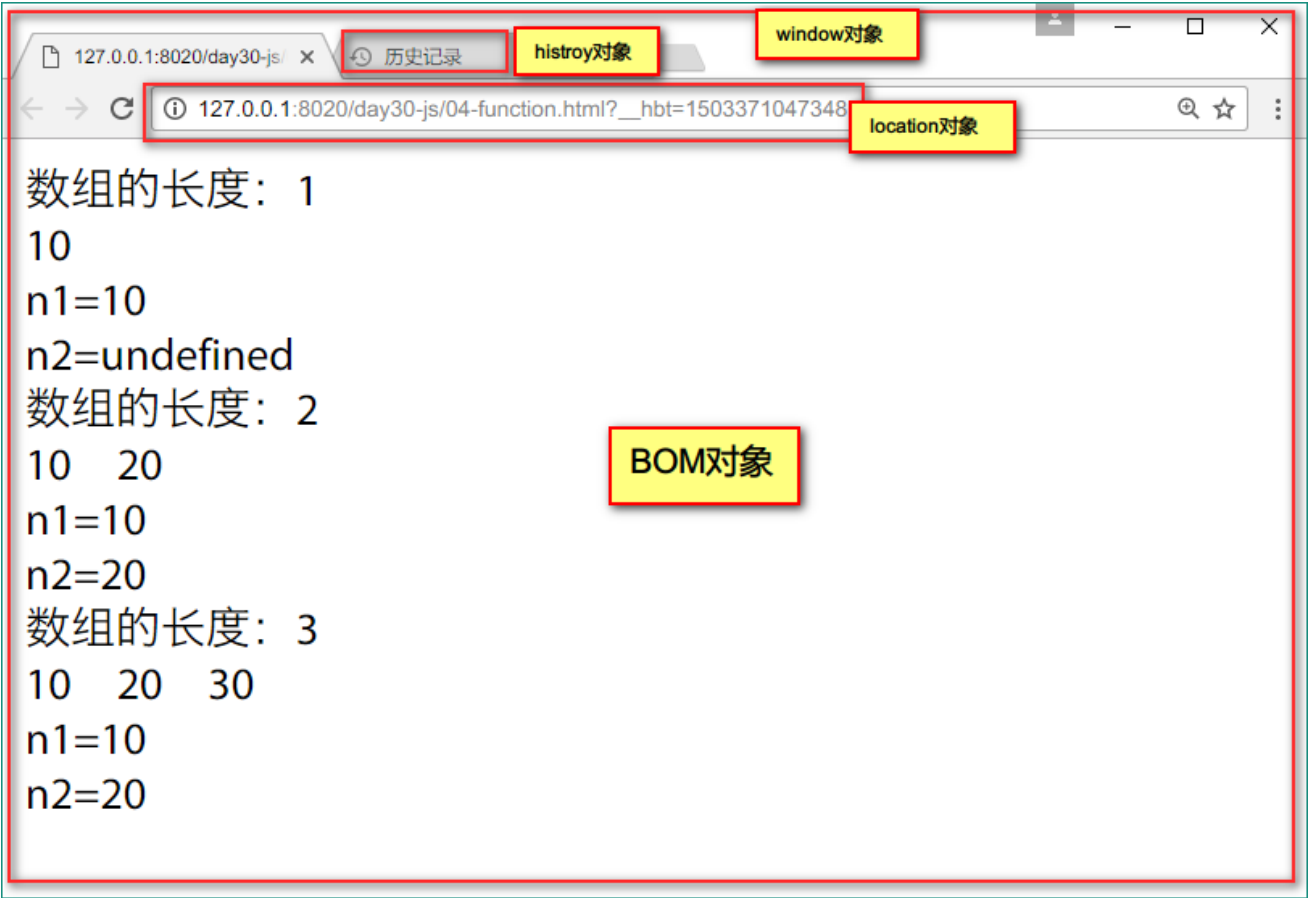 window对象
127.0.0.1:8020/day30-js/
历史记录
histroy对象
127.0.0.1:8020/day30-js/04-function.html?__hbt=1503371047348
location对象
数组的长度：1
10
n1=10
n2=undefined
数组的长度：2
10 20
n1=10
n2=20
数组的长度：3
10 20 30
n1=10
n2=20
BOM对象